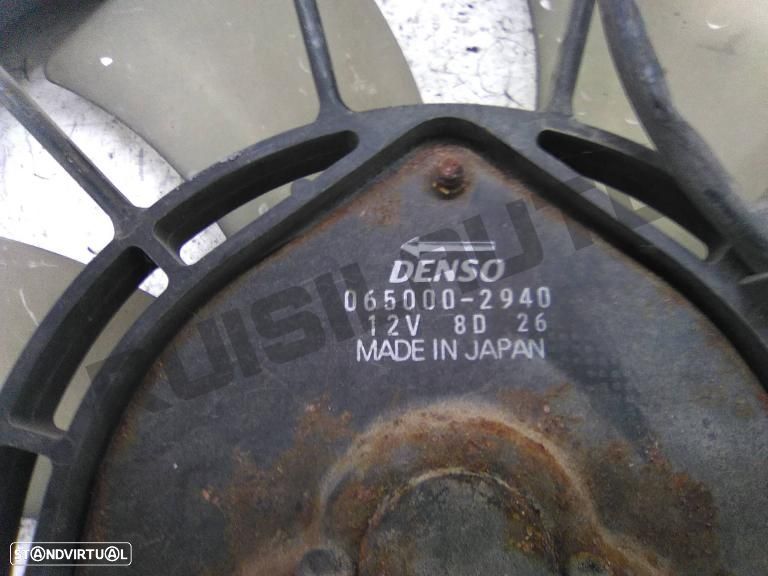 DENSO
065000-2940
12V 8D 26
MADE IN JAPAN
STANDVIRTUAL